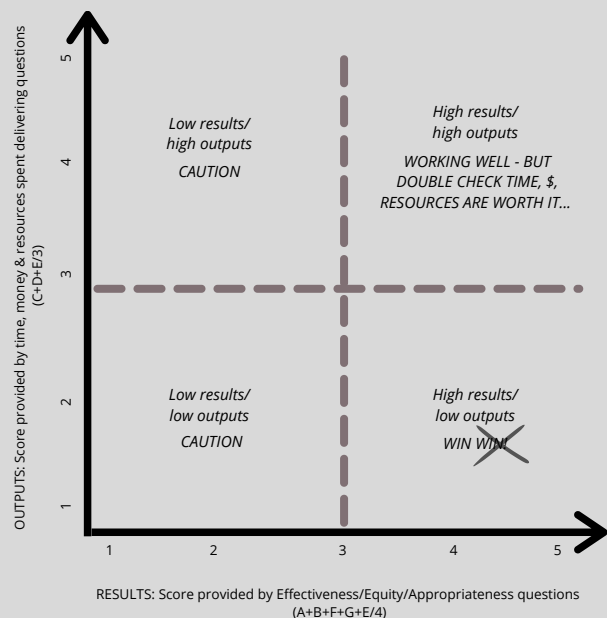 OUTPUTS: Score provided by time, money & resources spent delivering questions
(C+D+E/3)
5
4
3
2
1
Low results/
high outputs
CAUTION
High results/
high outputs
WORKING WELL - BUT
DOUBLE CHECK TIME, $,
RESOURCES ARE WORTH IT...
Low results/
low outputs
CAUTION
High results/
low outputs
WIN WIN!
1
2
3
4
5
RESULTS: Score provided by Effectiveness/Equity/Appropriateness questions
(A+B+F+G+E/4)